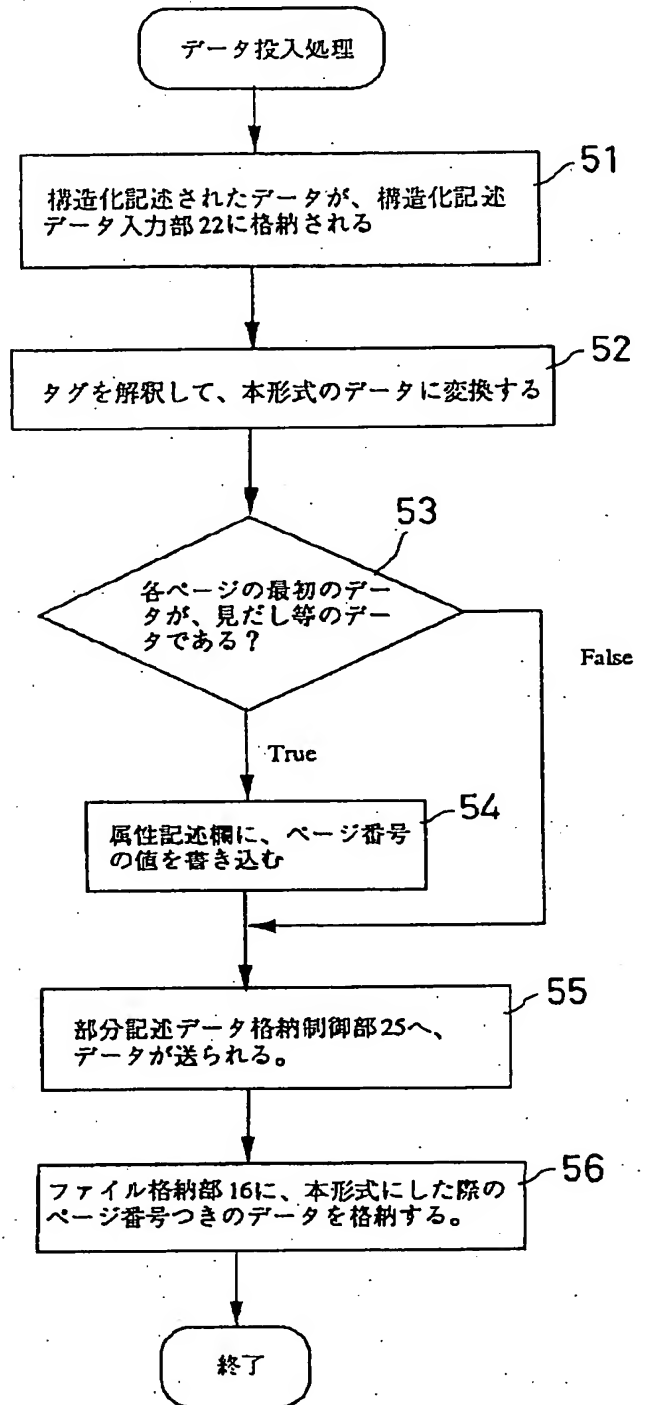 データ投入処理
51
構造化記述されたデータが、構造化記述
データ入力部22に格納される
52
タグを解釈して、本形式のデータに変換する
53
各ページの最初のデー
タが、見だし等のデー
タである？
False
True
54
属性記述欄に、ページ番号
の値を書き込む
55
部分記述データ格納制御部25へ、
データが送られる。
56
ファイル格納部16に、本形式にした際の
ページ番号つきのデータを格納する。
終了